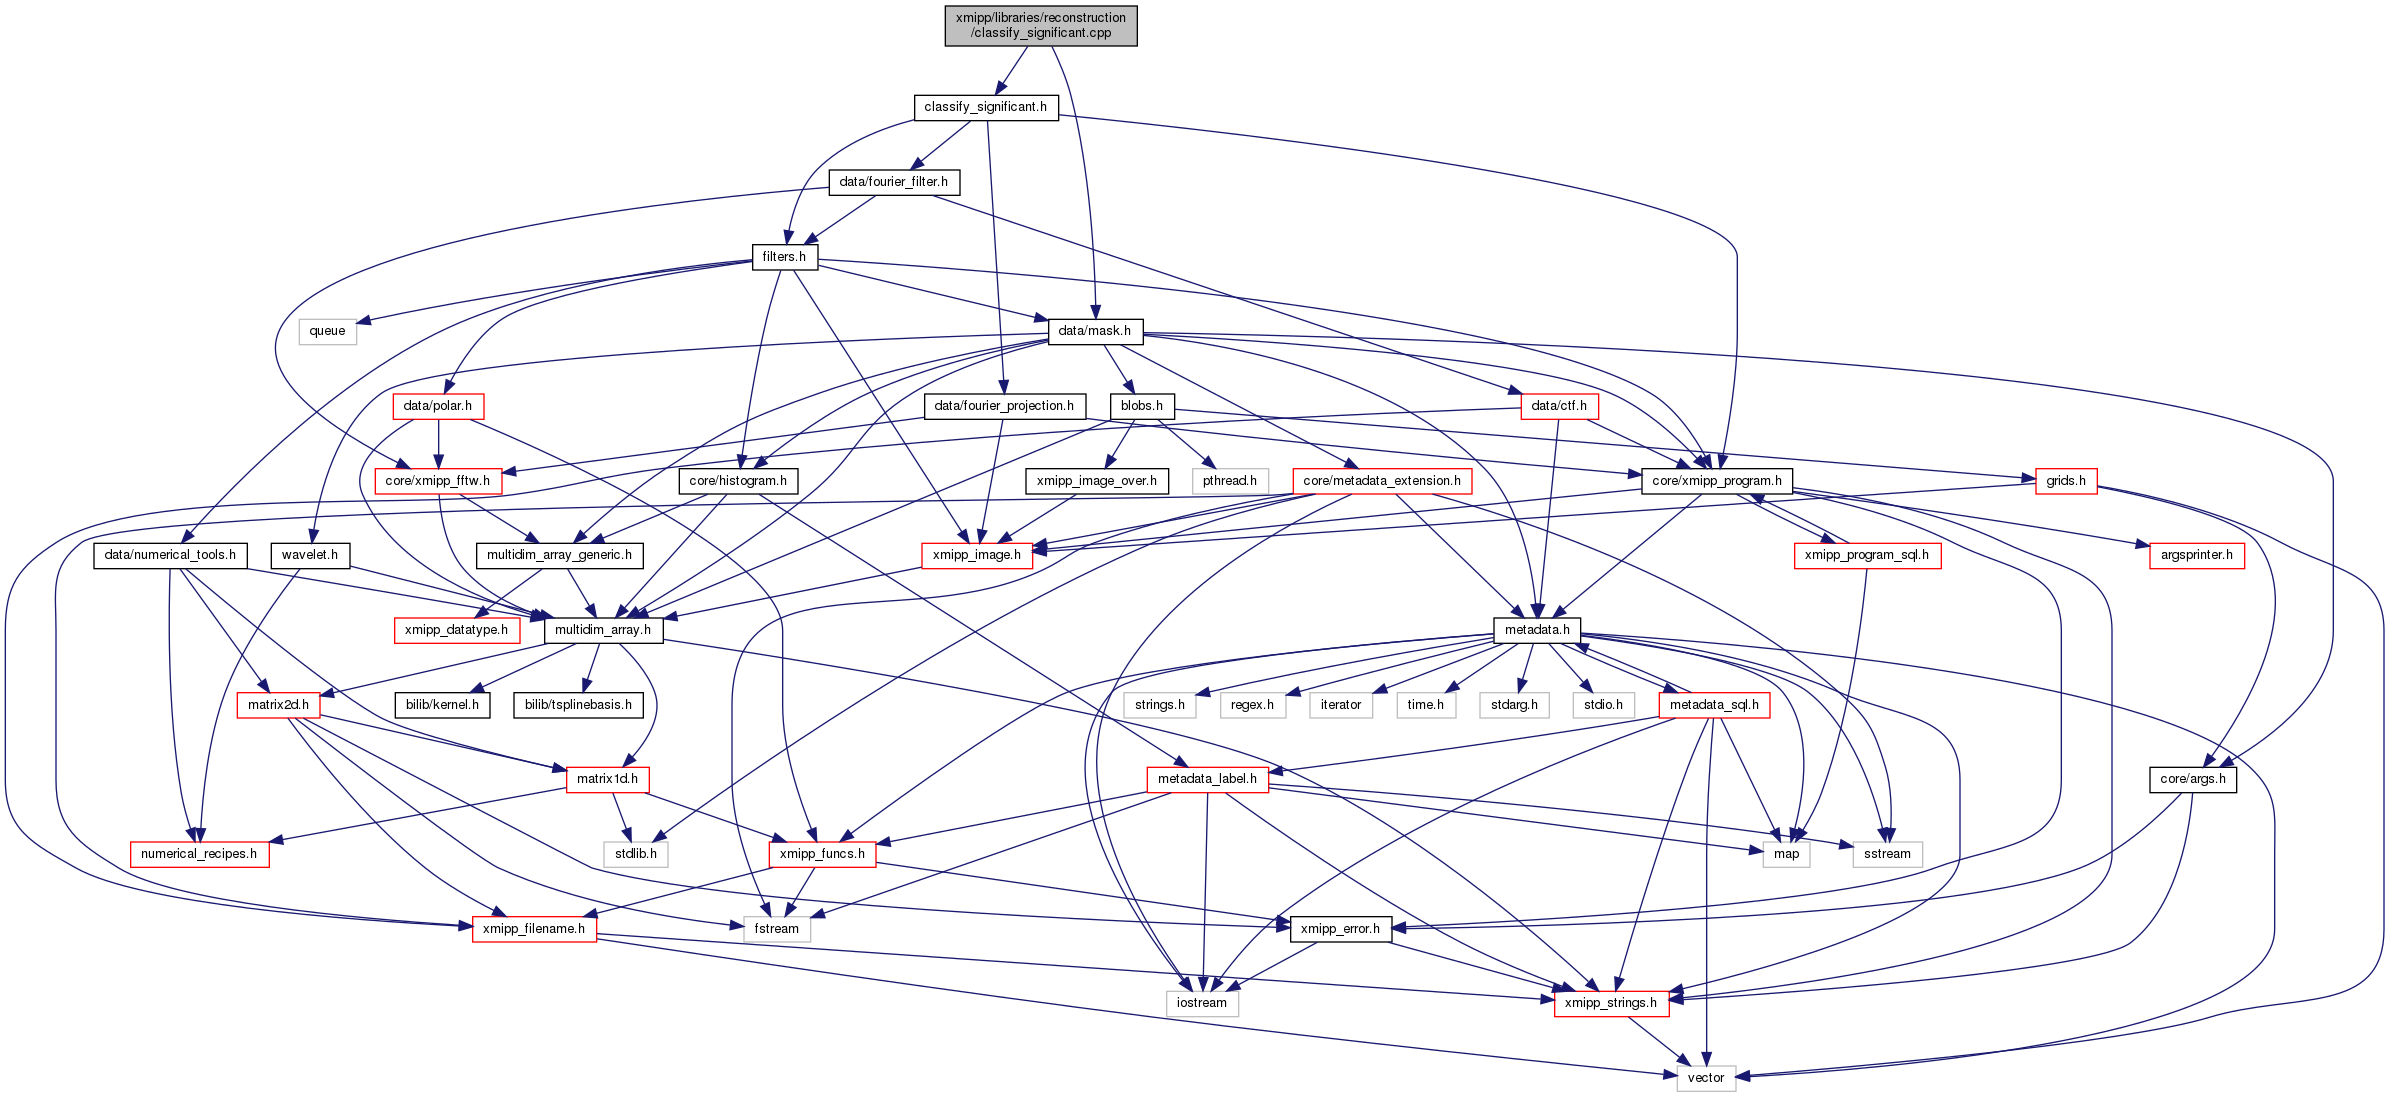 xmipp/libraries/reconstruction
/classify_significant.cpp
classify_significant.h
data/fourier_filter.h
filters.h
queue
data/mask.h
data/polar.h
data/fourier_projection.h
blobs.h
data/ctf.h
core/xmipp_fftw.h
core/histogram.h
xmipp_image_over.h
pthread.h
core/metadata_extension.h
core/xmipp_program.h
grids.h
data/numerical_tools.h
wavelet.h
multidim_array_generic.h
xmipp_image.h
xmipp_program_sql.h
argsprinter.h
xmipp_datatype.h
multidim_array.h
metadata.h
matrix2d.h
bilib/kernel.h
bilib/tsplinebasis.h
strings.h
regex.h
iterator
time.h
stdarg.h
stdio.h
metadata_sql.h
matrix1d.h
metadata_label.h
core/args.h
numerical_recipes.h
stdlib.h
xmipp_funcs.h
map
sstream
xmipp_filename.h
fstream
xmipp_error.h
iostream
xmipp_strings.h
vector